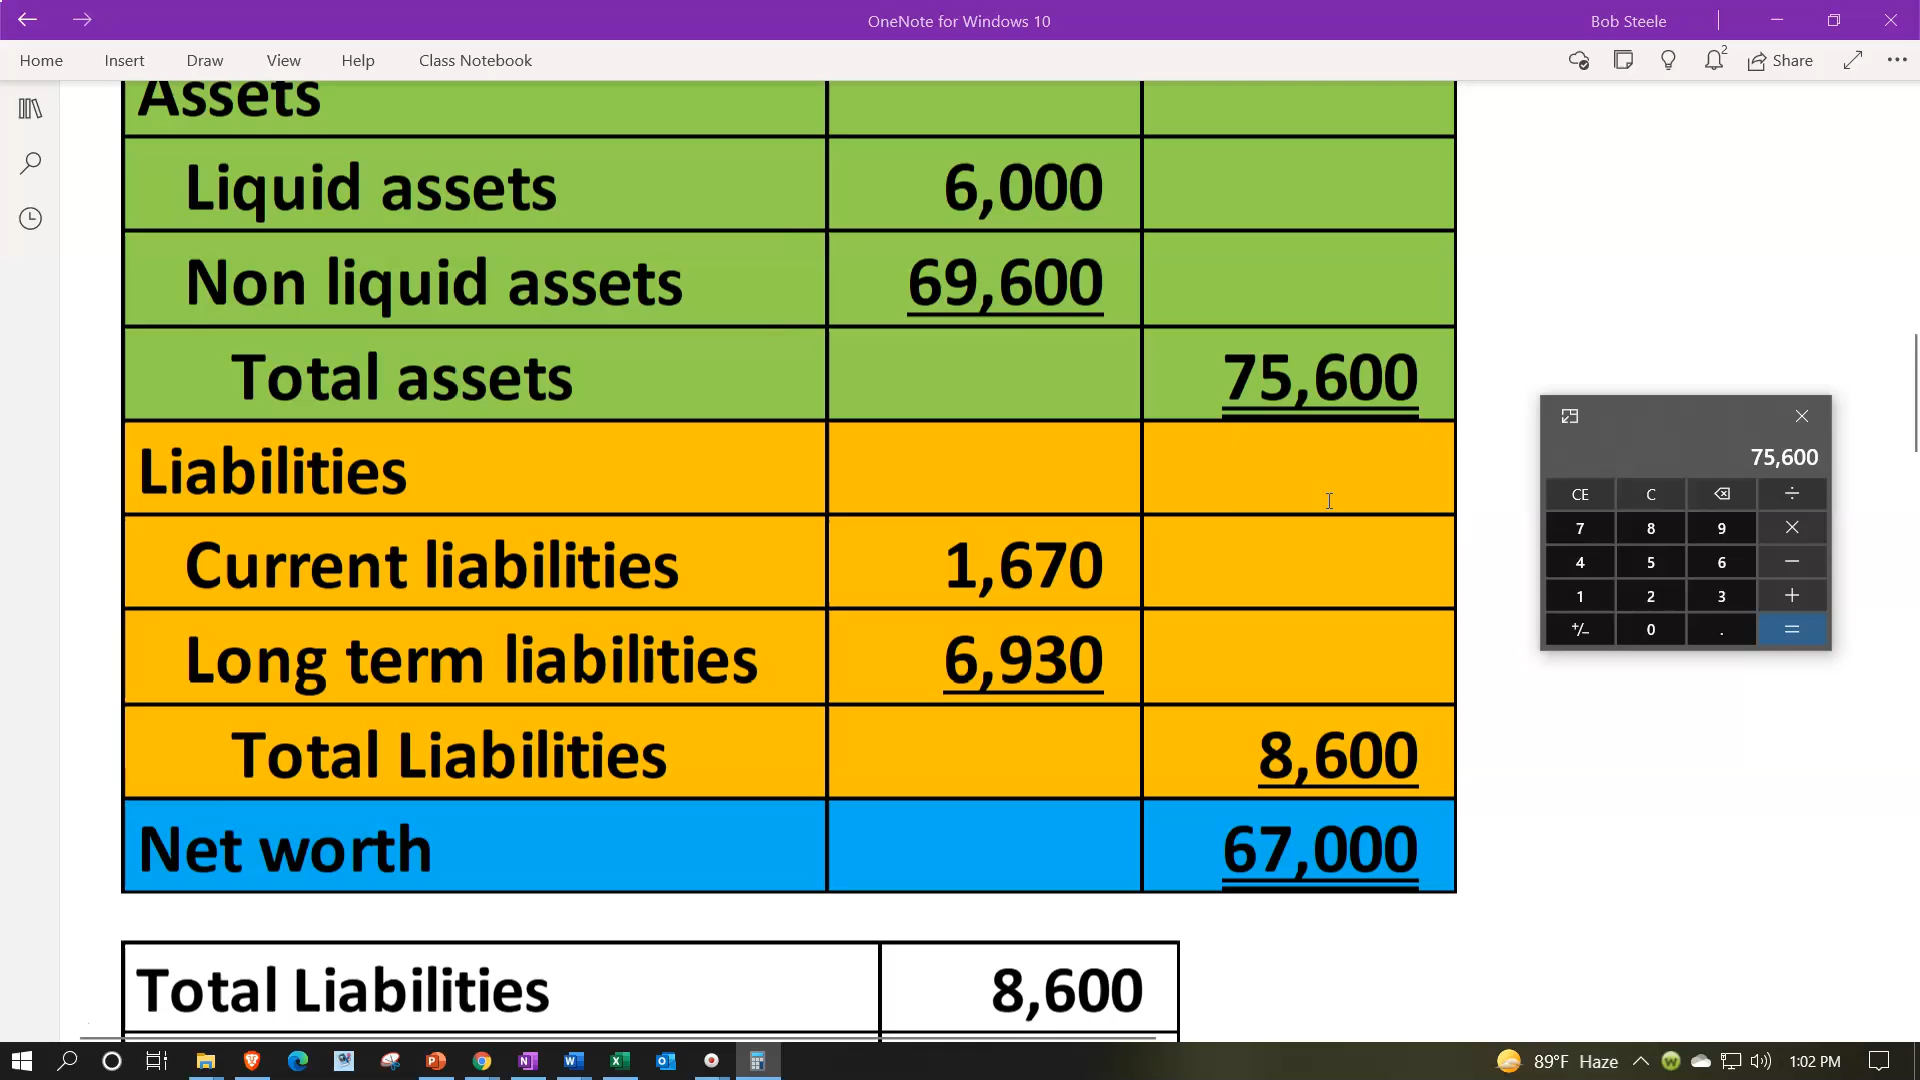 OneNote for Windows 10
Bob Steele
Home Insert Draw View Help Class Notebook
2
Share
Assets
Liquid assets 6,000
Non liquid assets 69,600
Total assets 75,600
Liabilities
Current liabilities 1,670
Long term liabilities 6,930
Total Liabilities 8,600
Net worth 67,000
Total Liabilities 8,600
75,600
CE C ÷
7 8 9 ×
4 5 6 −
1 2 3 +
+/− 0 . =
89°F Haze
1:02 PM